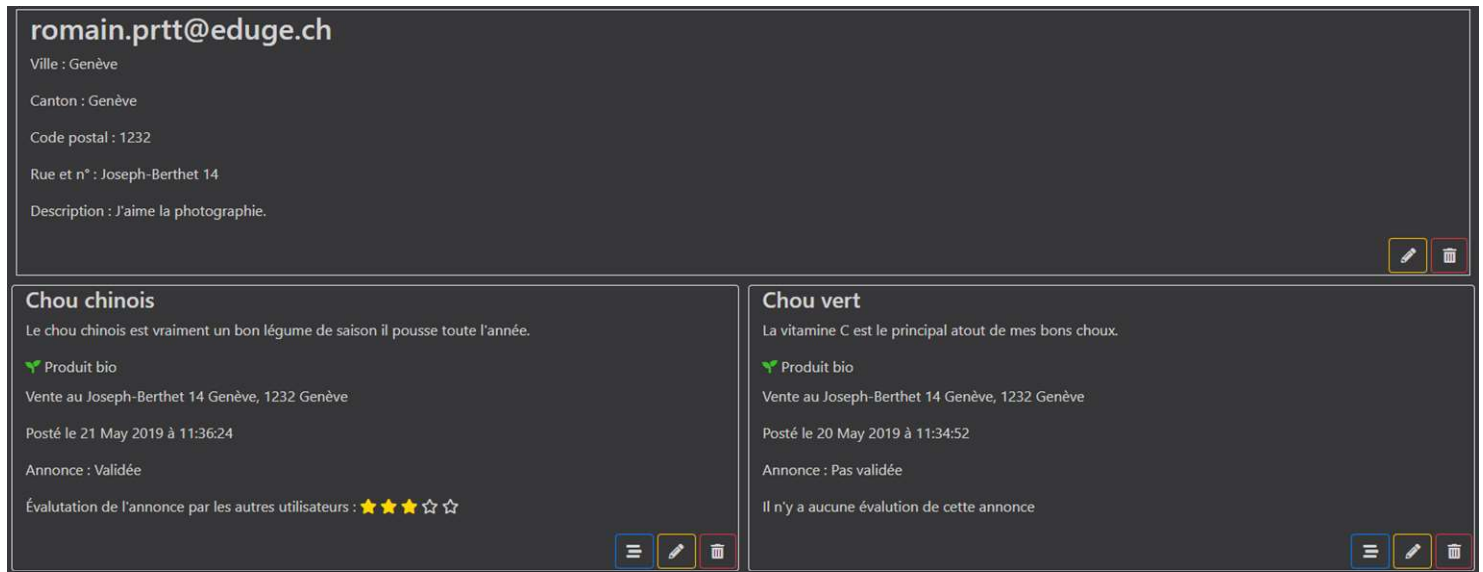 romain.prtt@eduge.ch
Ville : Genève
Canton : Genève
Code postal : 1232
Rue et n° : Joseph-Berthet 14
Description : J'aime la photographie.
Chou chinois
Le chou chinois est vraiment un bon légume de saison il pousse toute l'année.
Produit bio
Vente au Joseph-Berthet 14 Genève, 1232 Genève
Posté le 21 May 2019 à 11:36:24
Annonce : Validée
Évalutation de l'annonce par les autres utilisateurs :
Chou vert
La vitamine C est le principal atout de mes bons choux.
Produit bio
Vente au Joseph-Berthet 14 Genève, 1232 Genève
Posté le 20 May 2019 à 11:34:52
Annonce : Pas validée
Il n'y a aucune évalution de cette annonce